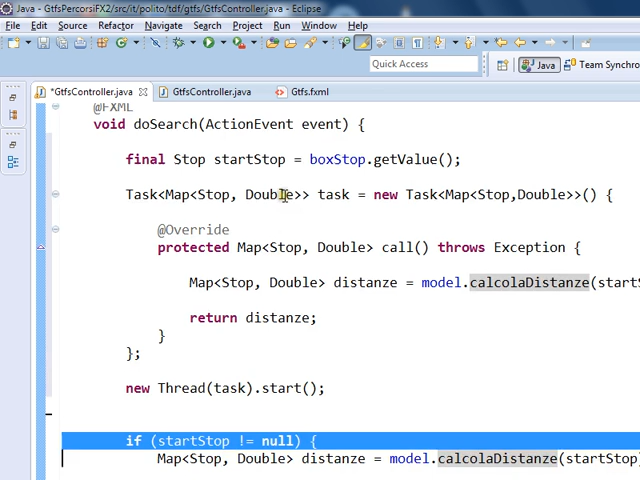 Java - GtfsPercorsiFX2/src/it/polito/tdf/gtfs/GtfsController.java - Eclipse
File Edit Source Refactor Navigate Search Project Run Window Help
Quick Access Java Team Synchro
*GtfsController.java GtfsController.java Gtfs.fxml
@FXML
void doSearch(ActionEvent event) {
final Stop startStop = boxStop.getValue();
Task<Map<Stop, Double>> task = new Task<Map<Stop,Double>>() {
@Override
protected Map<Stop, Double> call() throws Exception {
Map<Stop, Double> distanze = model.calcolaDistanze(startS
return distanze;
}
};
new Thread(task).start();
if (startStop != null) {
Map<Stop, Double> distanze = model.calcolaDistanze(startStop)